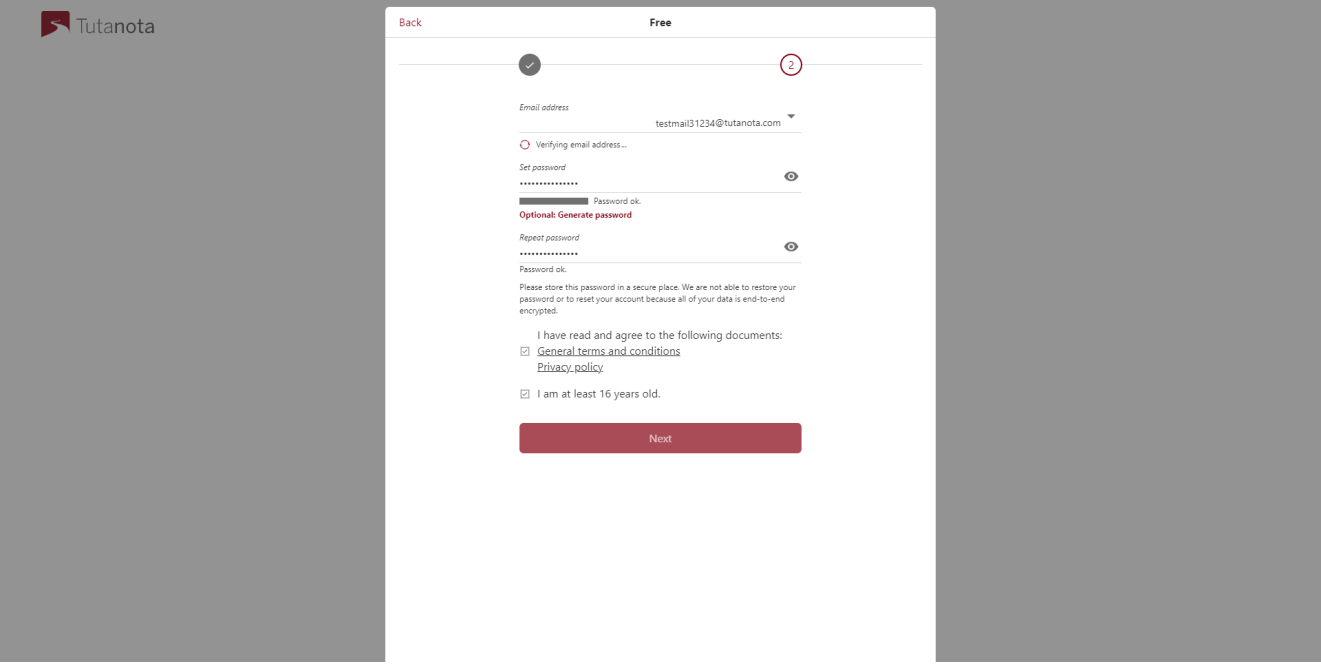 Tutanota
Back
Free
2
Email address
testmail31234@tutanota.com
Verifying email address...
Set password
•••••••••••••••
Password ok.
Optional: Generate password
Repeat password
•••••••••••••••
Password ok.
Please store this password in a secure place. We are not able to restore your
password or to reset your account because all of your data is end-to-end
encrypted.
I have read and agree to the following documents:
General terms and conditions
Privacy policy
I am at least 16 years old.
Next